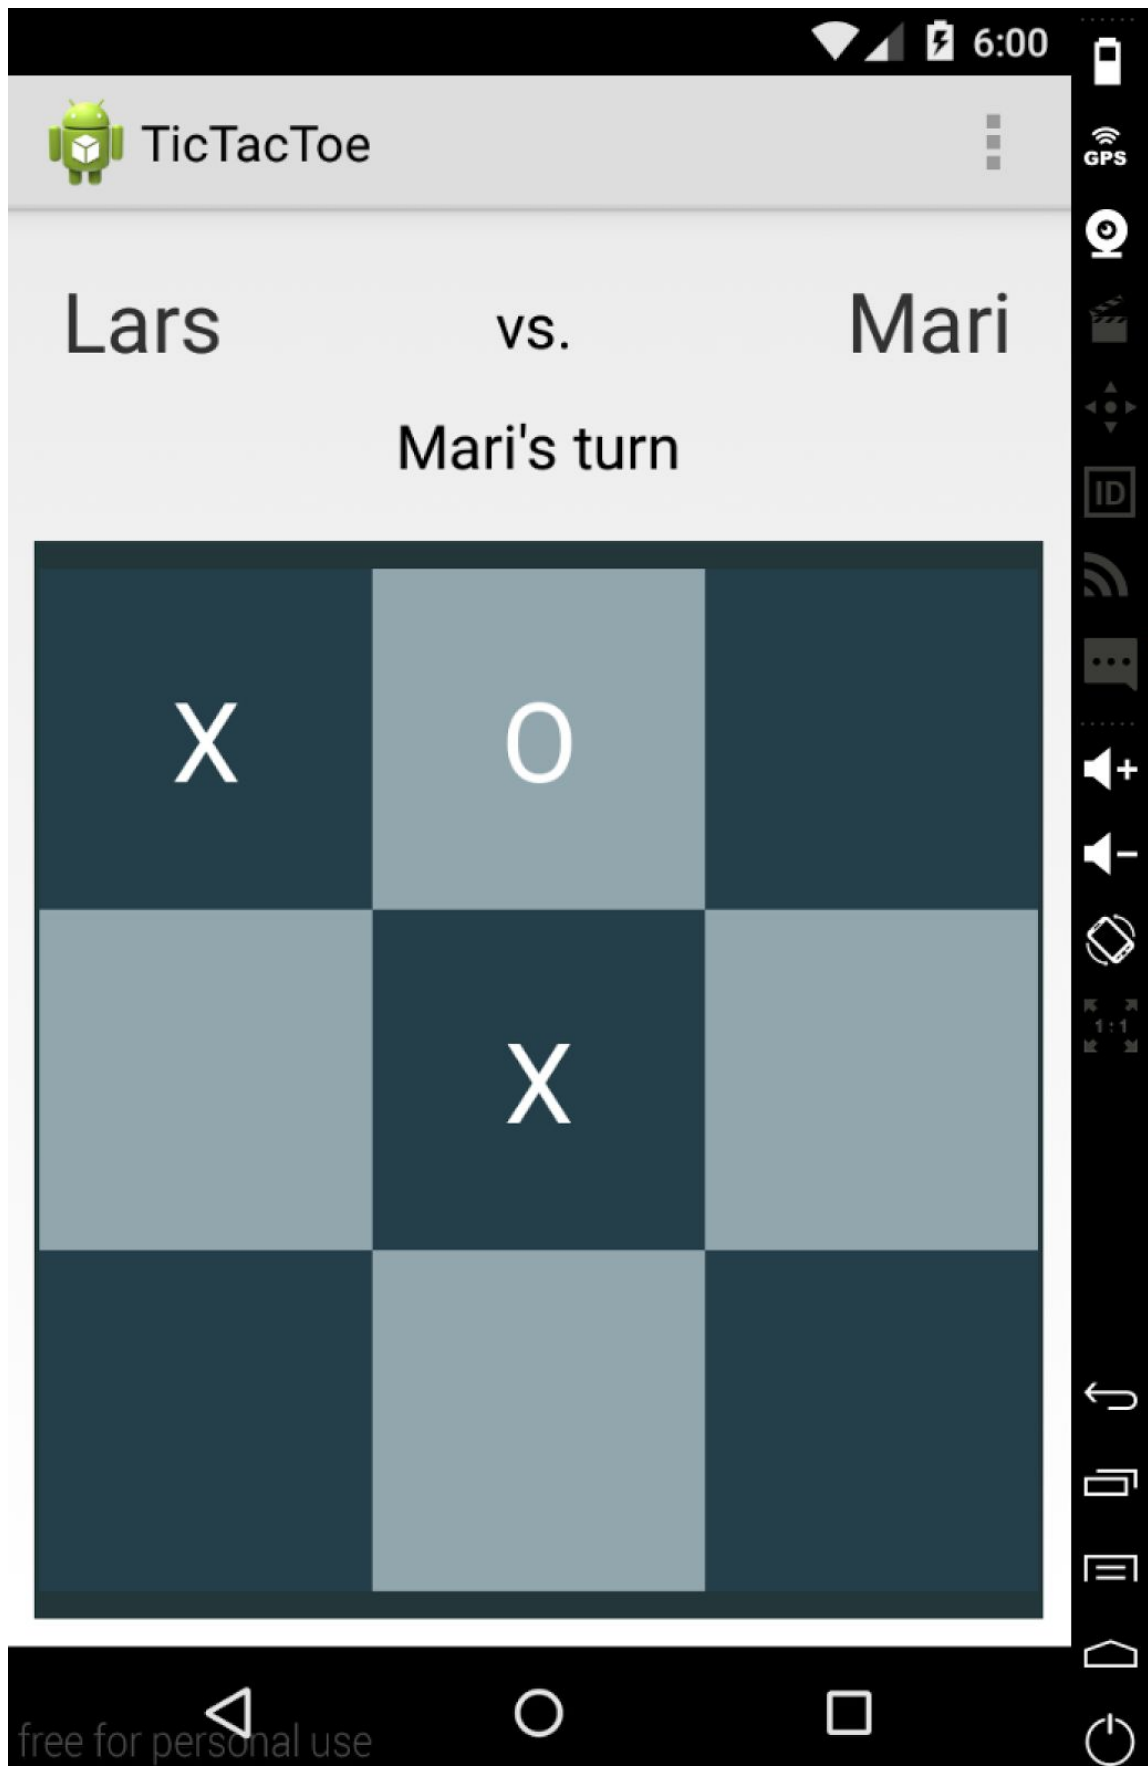 6:00
TicTacToe
GPS
Lars vs. Mari
Mari's turn
ID
X O
X
1:1
free for personal use